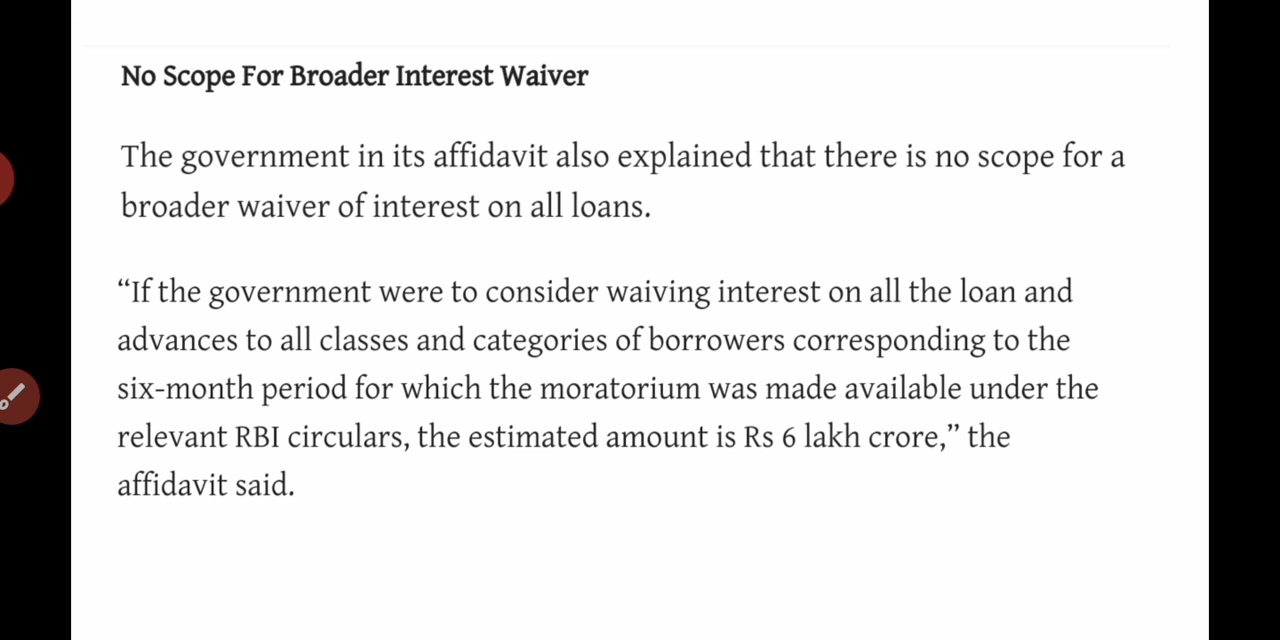 No Scope For Broader Interest Waiver
The government in its affidavit also explained that there is no scope for a
broader waiver of interest on all loans.
“If the government were to consider waiving interest on all the loan and
advances to all classes and categories of borrowers corresponding to the
six-month period for which the moratorium was made available under the
relevant RBI circulars, the estimated amount is Rs 6 lakh crore,” the
affidavit said.